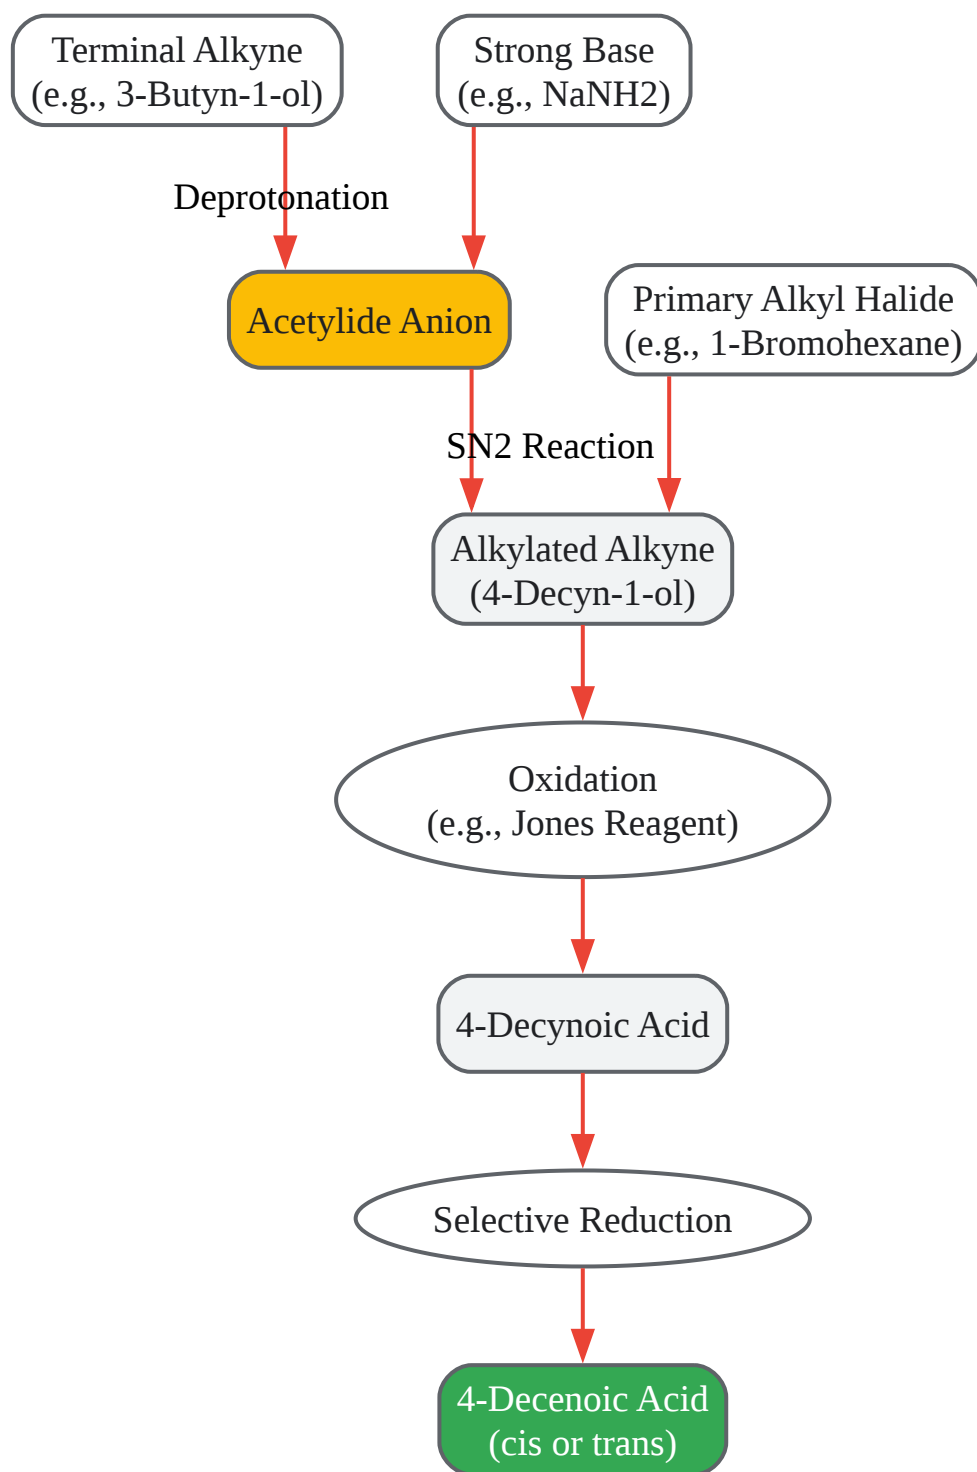 Terminal Alkyne
(e.g., 3-Butyn-1-ol)
Strong Base
(e.g., NaNH2)
Deprotonation
Acetylide Anion
Primary Alkyl Halide
(e.g., 1-Bromohexane)
SN2 Reaction
Alkylated Alkyne
(4-Decyn-1-ol)
Oxidation
(e.g., Jones Reagent)
4-Decynoic Acid
Selective Reduction
4-Decenoic Acid
(cis or trans)